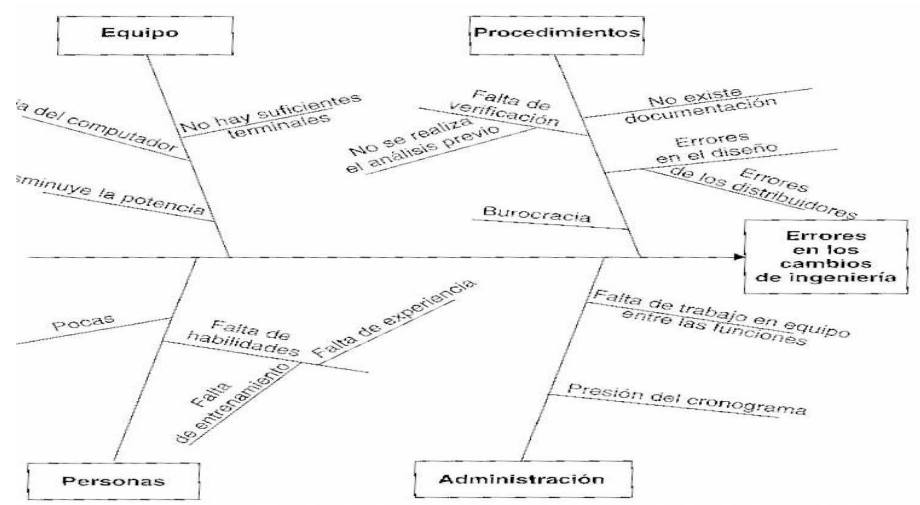 Equipo
Procedimientos
del computador
No hay suficientes
terminales
Falta de
verificación
No se realiza
el análisis previo
No existe
documentación
Errores
en el diseño
Errores
de los distribuidores
la potencia
Burocracia
Errores
en los
cambios
de ingeniería
Pocas
Falta de
habilidades
Falta de experiencia
Falta
de entrenamiento
Falta de trabajo en equipo
entre las funciones
Presión del cronograma
Personas
Administración